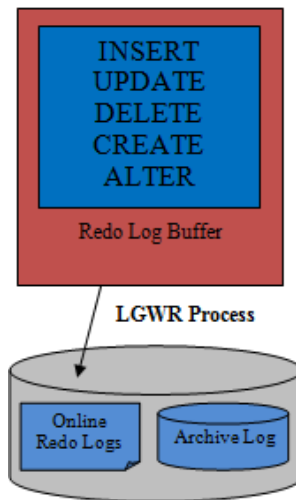 INSERT
UPDATE
DELETE
CREATE
ALTER
Redo Log Buffer
LGWR Process
Online
Redo Logs
Archive Log